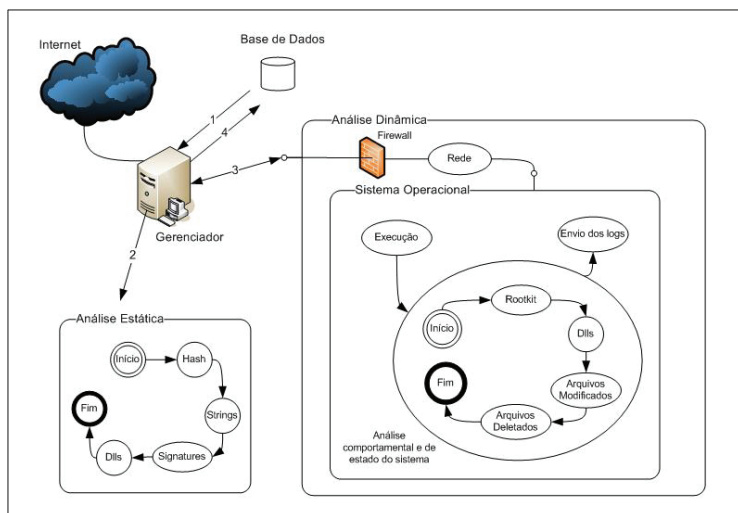 Internet
Base de Dados
1
4
3
Gerenciador
2
Análise Estática
Início
Hash
Strings
Signatures
Dlls
Fim
Análise Dinâmica
Firewall
Rede
Sistema Operacional
Execução
Envio dos logs
Início
Rootkit
Dlls
Arquivos
Modificados
Arquivos
Deletados
Fim
Análise
comportamental e de
estado do sistema